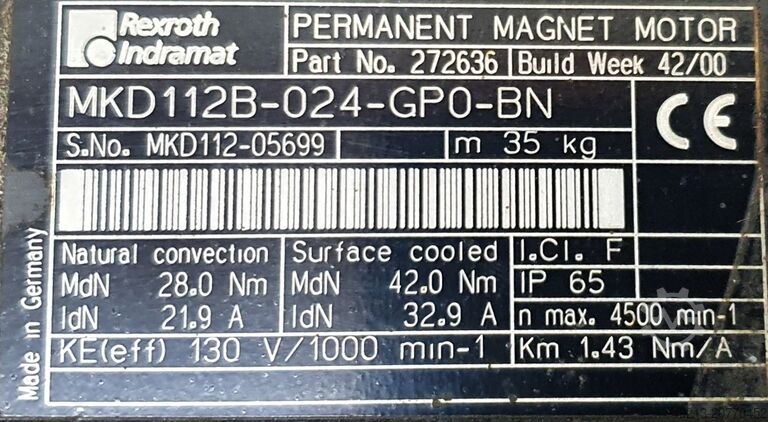 Rexroth
Indramat
PERMANENT MAGNET MOTOR
Part No. 272636 Build Week 42/00
MKD112B-024-GP0-BN
CE
S.No. MKD112-05699 m 35 kg
Natural convection Surface cooled I.Cl. F
MdN 28.0 Nm MdN 42.0 Nm IP 65
IdN 21.9 A IdN 32.9 A n max. 4500 min-1
KE(eff) 130 V/1000 min-1 Km 1.43 Nm/A
Made in Germany